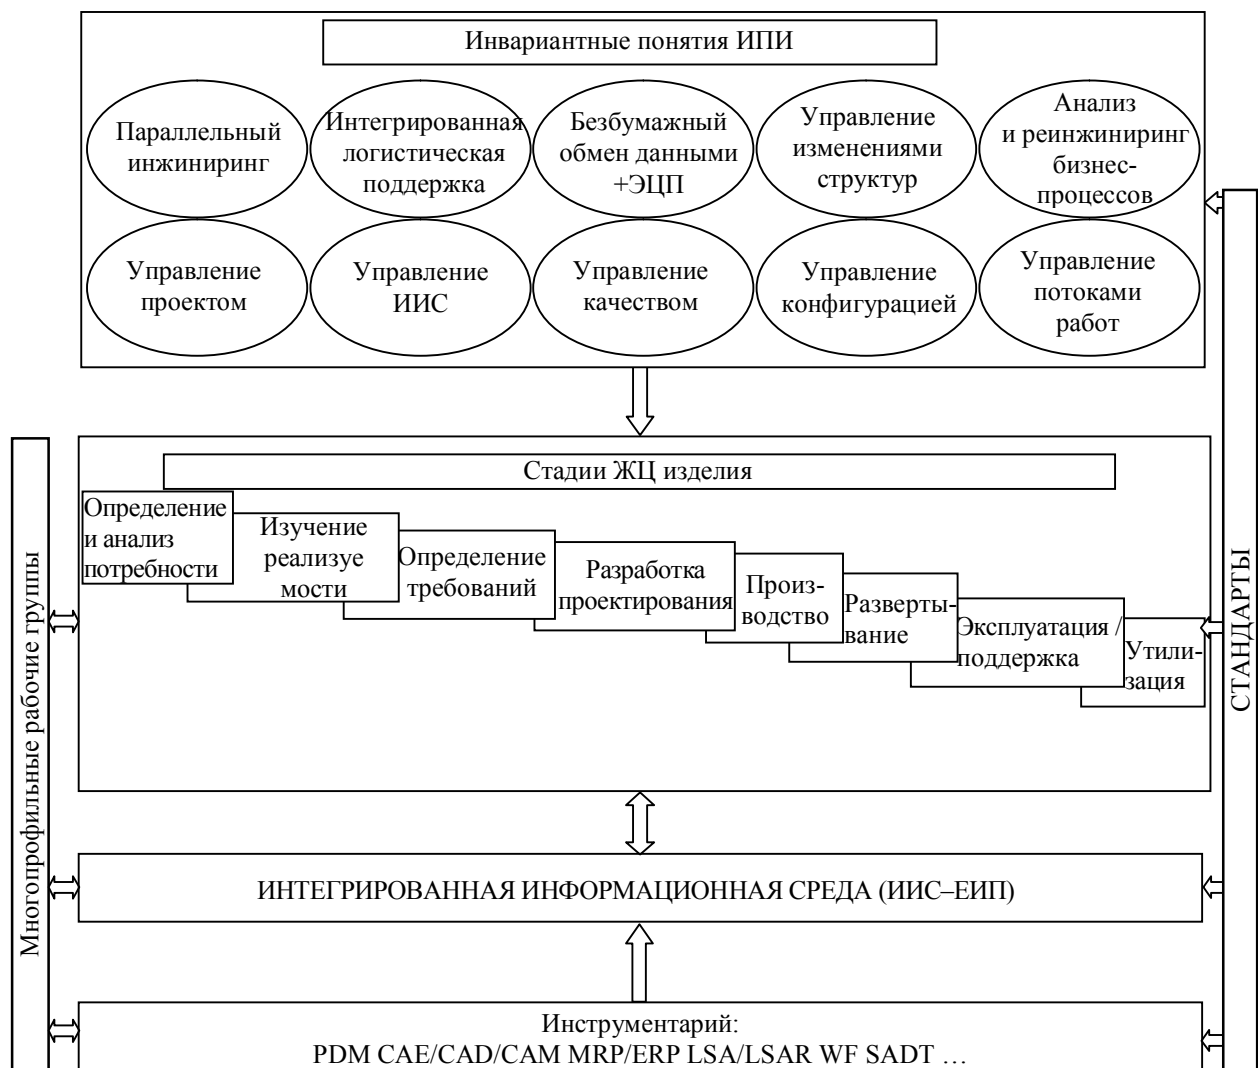 Инвариантные понятия ИПИ
Параллельный
инжиниринг
Интегрированная
логистическая
поддержка
Безбумажный
обмен данными
+ЭЦП
Управление
изменениями
структур
Анализ
и реинжиниринг
бизнес-
процессов
Управление
проектом
Управление
ИИС
Управление
качеством
Управление
конфигурацией
Управление
потоками
работ
Стадии ЖЦ изделия
Определение
и анализ
потребности
Изучение
реализуе
мости
Определение
требований
Разработка
проектирования
Произ-
водство
Разверты-
вание
Эксплуатация /
поддержка
Утили-
зация
Многопрофильные рабочие группы
СТАНДАРТЫ
ИНТЕГРИРОВАННАЯ ИНФОРМАЦИОННАЯ СРЕДА (ИИС–ЕИП)
Инструментарий:
PDM CAE/CAD/CAM MRP/ERP LSA/LSAR WF SADT …